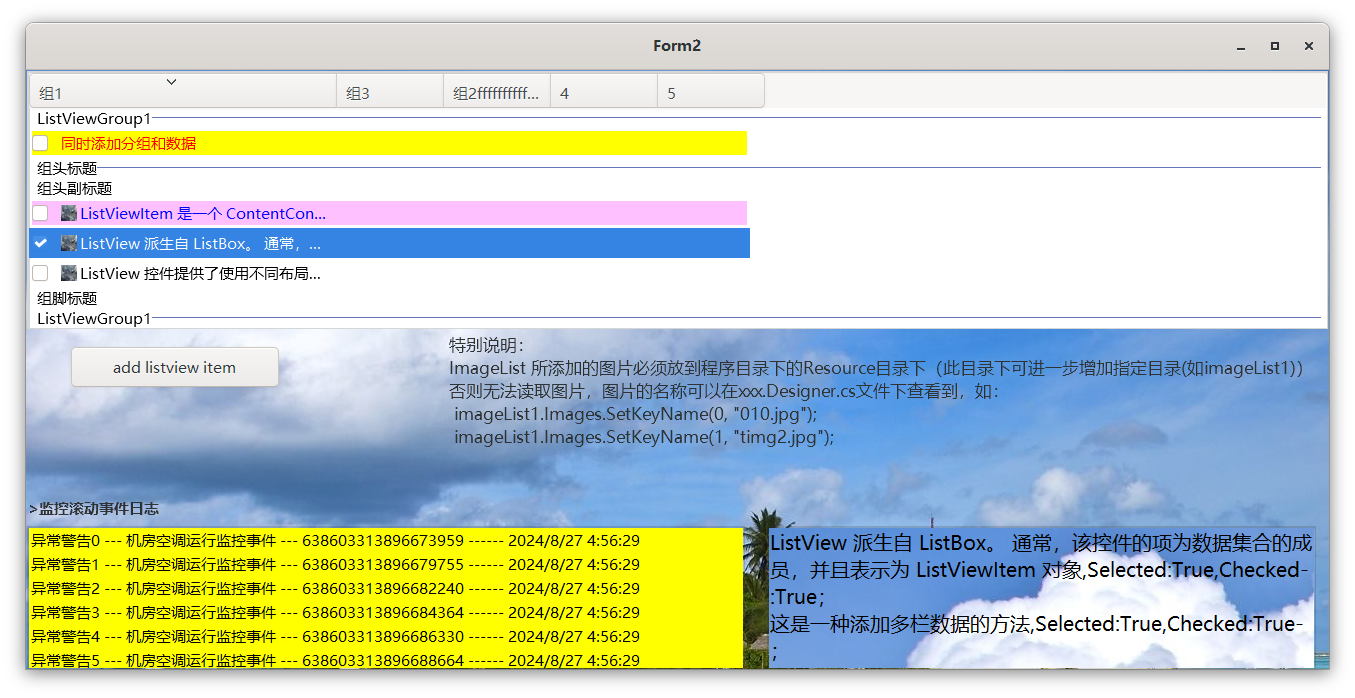 Form2
组1 组3 组2ffffffffff... 4 5
ListViewGroup1
同时添加分组和数据
组头标题
组头副标题
ListViewItem 是一个 ContentCon...
ListView 派生自 ListBox。 通常，...
ListView 控件提供了使用不同布局...
组脚标题
ListViewGroup1
add listview item
特别说明：
ImageList 所添加的图片必须放到程序目录下的Resource目录下（此目录下可进一步增加指定目录(如imageList1)）
否则无法读取图片，图片的名称可以在xxx.Designer.cs文件下查看到，如：
imageList1.Images.SetKeyName(0, "010.jpg");
imageList1.Images.SetKeyName(1, "timg2.jpg");
>监控滚动事件日志
异常警告0 --- 机房空调运行监控事件 --- 638603313896673959 ------ 2024/8/27 4:56:29
异常警告1 --- 机房空调运行监控事件 --- 638603313896679755 ------ 2024/8/27 4:56:29
异常警告2 --- 机房空调运行监控事件 --- 638603313896682240 ------ 2024/8/27 4:56:29
异常警告3 --- 机房空调运行监控事件 --- 638603313896684364 ------ 2024/8/27 4:56:29
异常警告4 --- 机房空调运行监控事件 --- 638603313896686330 ------ 2024/8/27 4:56:29
异常警告5 --- 机房空调运行监控事件 --- 638603313896688664 ------ 2024/8/27 4:56:29
ListView 派生自 ListBox。 通常，该控件的项为数据集合的成
员，并且表示为 ListViewItem 对象,Selected:True,Checked-
:True；
这是一种添加多栏数据的方法,Selected:True,Checked:True-
；